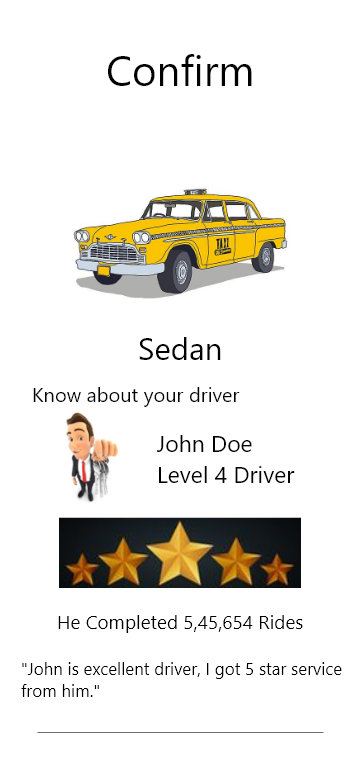 Confirm
TAXI
Sedan
Know about your driver
John Doe
Level 4 Driver
He Completed 5,45,654 Rides
"John is excellent driver, I got 5 star service
from him."